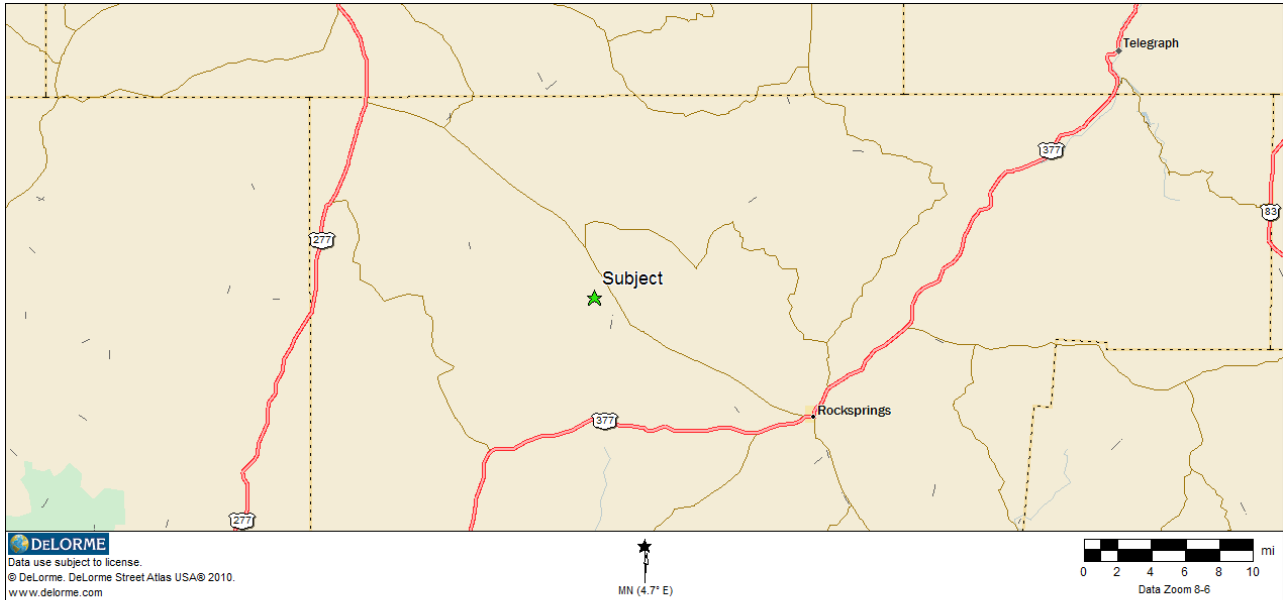 Telegraph
377
83
277
Subject
Rocksprings
377
277
DELORME
Data use subject to license.
© DeLorme. DeLorme Street Atlas USA® 2010.
www.delorme.com
MN (4.7° E)
mi
0 2 4 6 8 10
Data Zoom 8-6